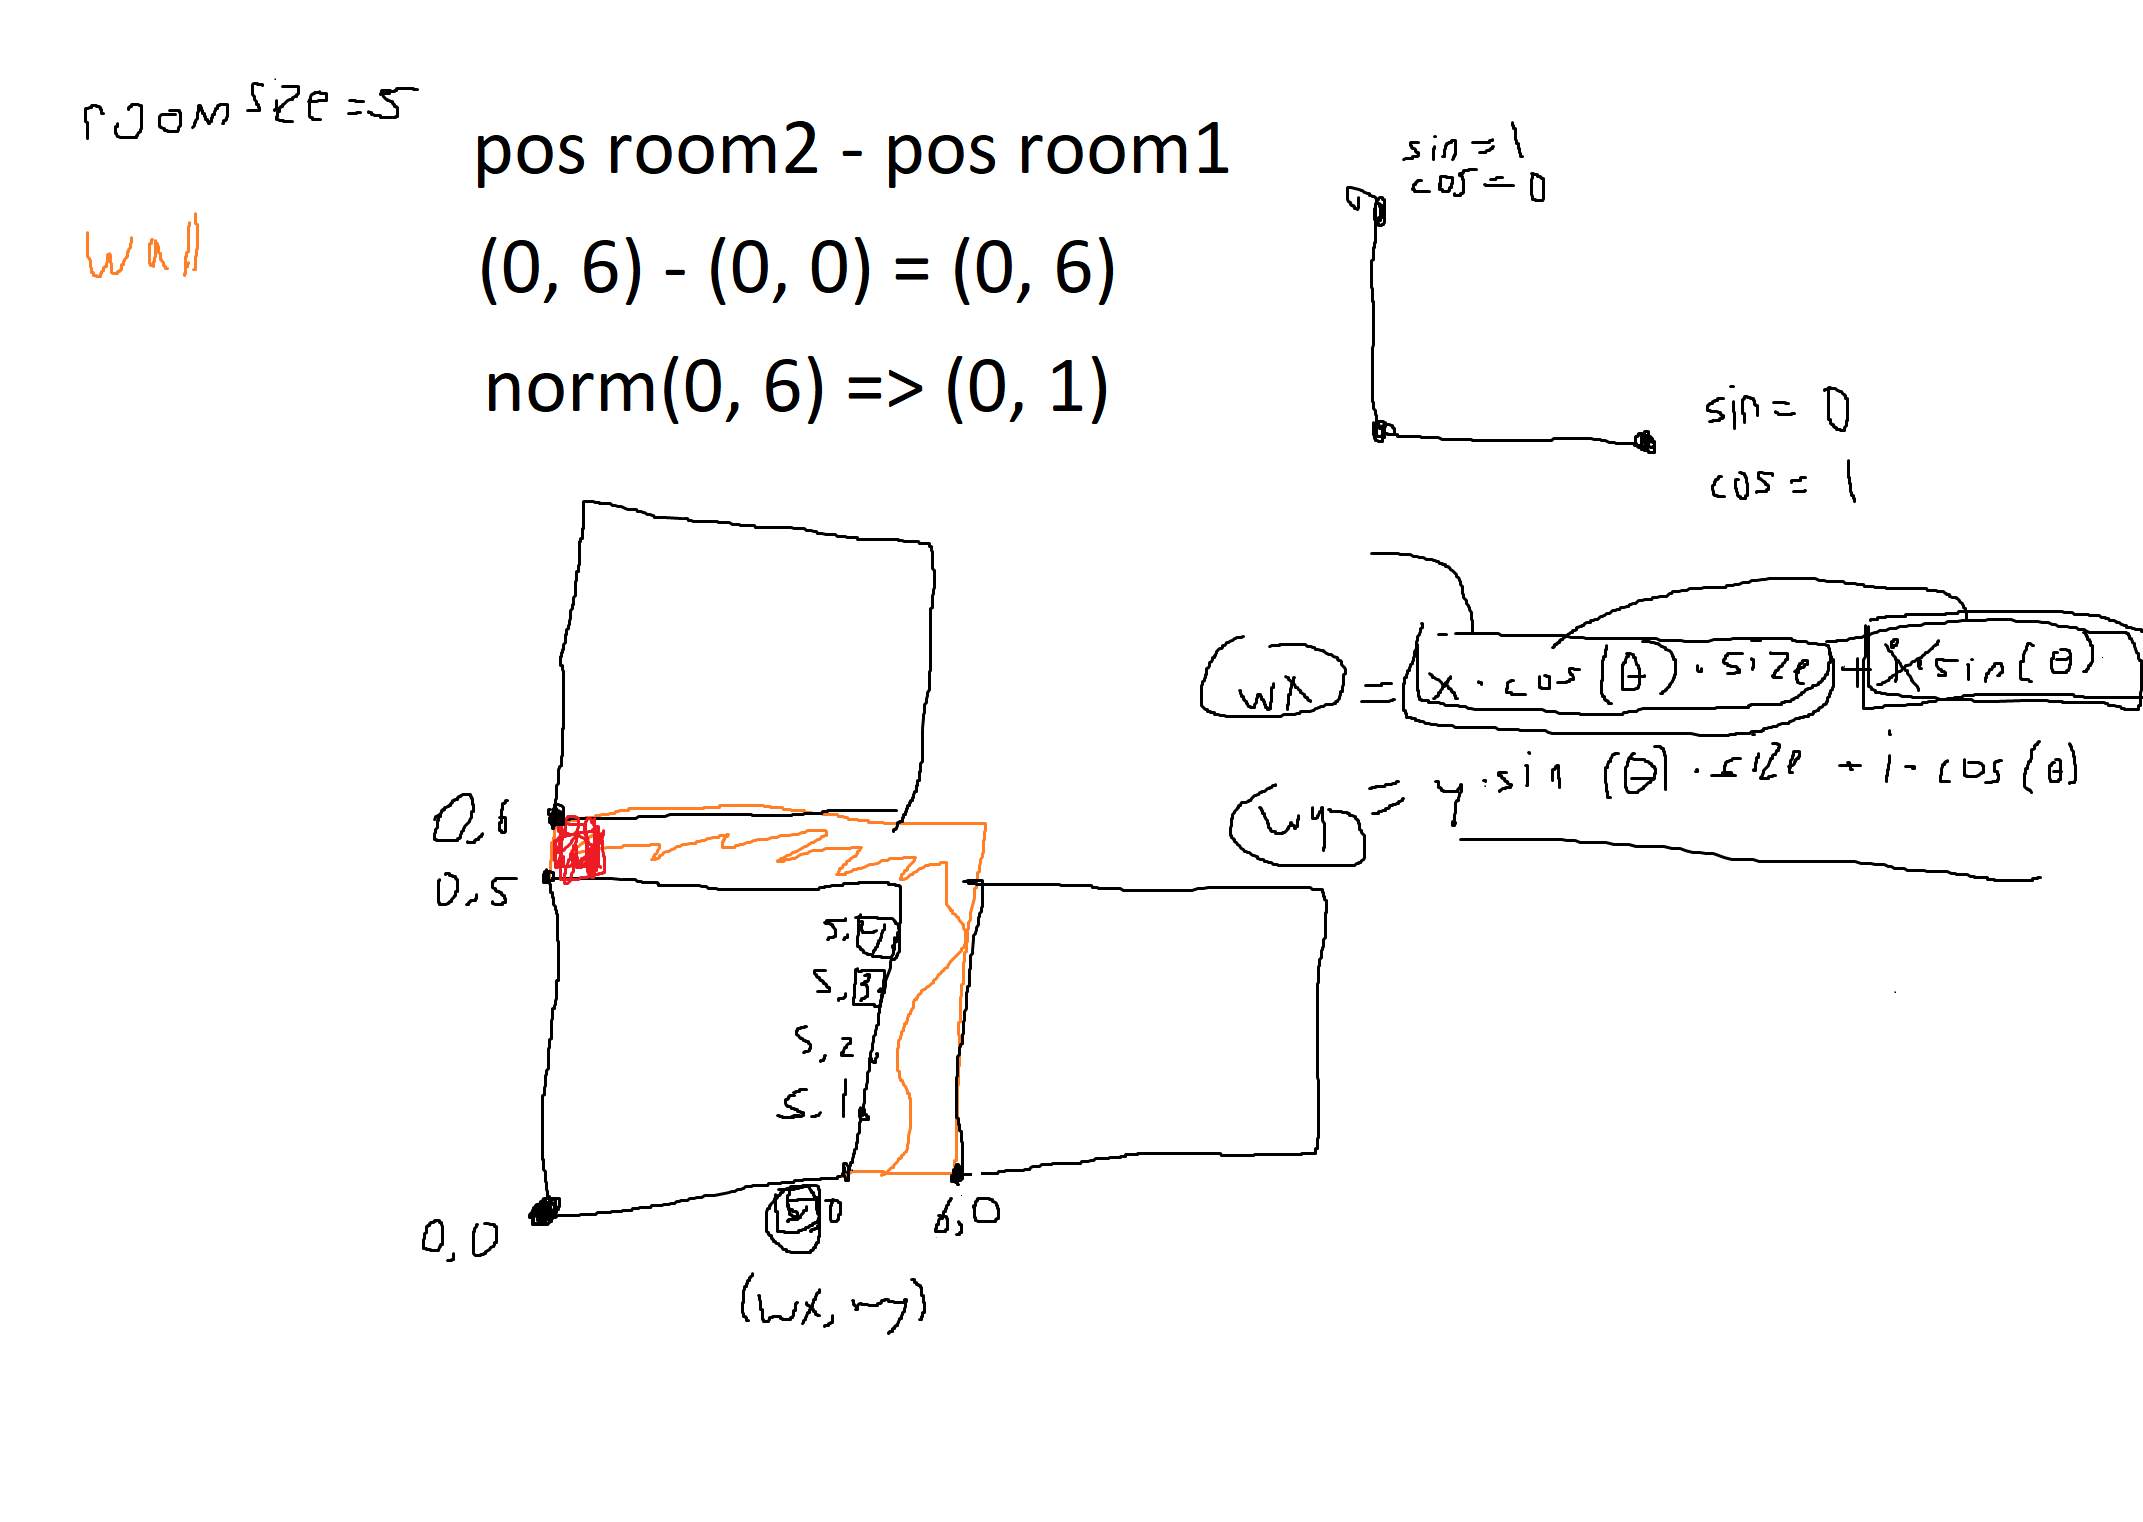 room size=5
pos room2 - pos room1
wall
(0, 6) - (0, 0) = (0, 6)
norm(0, 6) => (0, 1)
sin = 1
cos = 0
sin = 0
cos = 1
wx = x · cos(θ) · size + i sin(θ)
wy = y · sin(θ) · size + i · cos(θ)
0,6
0,5
5,4
5,3
5,2
5,1
0,0
5,0
6,0
(wx, wy)